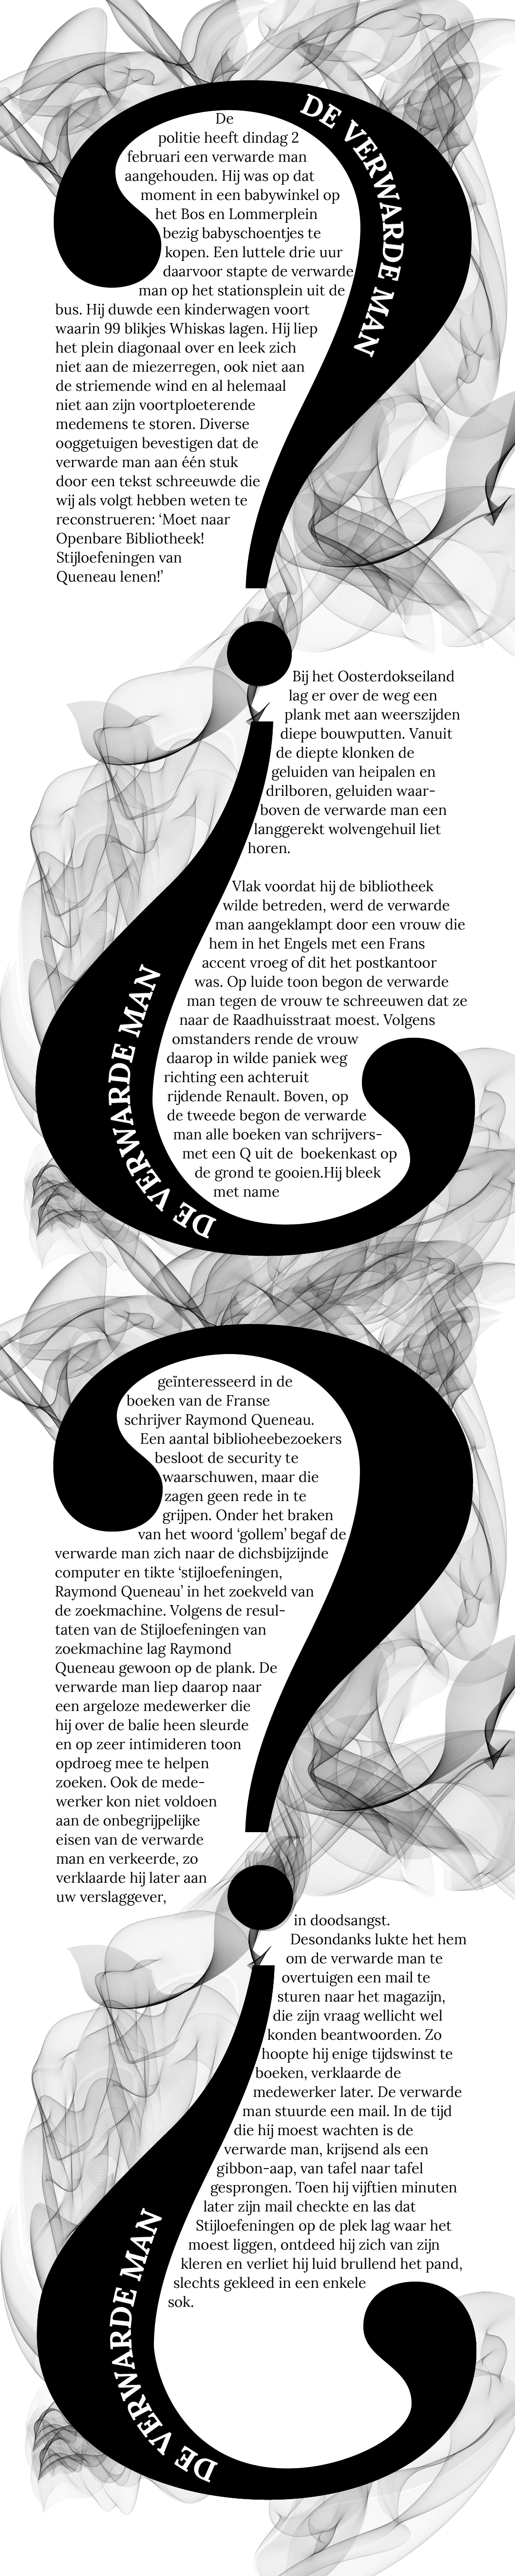 DE VERWARDE MAN
De
politie heeft dindag 2
februari een verwarde man
aangehouden. Hij was op dat
moment in een babywinkel op
het Bos en Lommerplein
bezig babyschoentjes te
kopen. Een luttele drie uur
daarvoor stapte de verwarde
man op het stationsplein uit de
bus. Hij duwde een kinderwagen voort
waarin 99 blikjes Whiskas lagen. Hij liep
het plein diagonaal over en leek zich
niet aan de miezerregen, ook niet aan
de striemende wind en al helemaal
niet aan zijn voortploeterende
medemens te storen. Diverse
ooggetuigen bevestigen dat de
verwarde man aan één stuk
door een tekst schreeuwde die
wij als volgt hebben weten te
reconstrueren: ‘Moet naar
Openbare Bibliotheek!
Stijloefeningen van
Queneau lenen!’
Bij het Oosterdokseiland
lag er over de weg een
plank met aan weerszijden
diepe bouwputten. Vanuit
de diepte klonken de
geluiden van heipalen en
drilboren, geluiden waar-
boven de verwarde man een
langgerekt wolvengehuil liet
horen.
Vlak voordat hij de bibliotheek
wilde betreden, werd de verwarde
man aangeklampt door een vrouw die
hem in het Engels met een Frans
accent vroeg of dit het postkantoor
was. Op luide toon begon de verwarde
man tegen de vrouw te schreeuwen dat ze
naar de Raadhuisstraat moest. Volgens
omstanders rende de vrouw
daarop in wilde paniek weg
richting een achteruit
rijdende Renault. Boven, op
de tweede begon de verwarde
man alle boeken van schrijvers-
met een Q uit de  boekenkast op
de grond te gooien.Hij bleek
met name
DE VERWARDE MAN
geïnteresseerd in de
boeken van de Franse
schrijver Raymond Queneau.
Een aantal biblioheebezoekers
besloot de security te
waarschuwen, maar die
zagen geen rede in te
grijpen. Onder het braken
van het woord ‘gollem’ begaf de
verwarde man zich naar de dichsbijzijnde
computer en tikte ‘stijloefeningen,
Raymond Queneau’ in het zoekveld van
de zoekmachine. Volgens de resul-
taten van de Stijloefeningen van
zoekmachine lag Raymond
Queneau gewoon op de plank. De
verwarde man liep daarop naar
een argeloze medewerker die
hij over de balie heen sleurde
en op zeer intimideren toon
opdroeg mee te helpen
zoeken. Ook de mede-
werker kon niet voldoen
aan de onbegrijpelijke
eisen van de verwarde
man en verkeerde, zo
verklaarde hij later aan
uw verslaggever,
in doodsangst.
Desondanks lukte het hem
om de verwarde man te
overtuigen een mail te
sturen naar het magazijn,
die zijn vraag wellicht wel
konden beantwoorden. Zo
hoopte hij enige tijdswinst te
boeken, verklaarde de
medewerker later. De verwarde
man stuurde een mail. In de tijd
die hij moest wachten is de
verwarde man, krijsend als een
gibbon-aap, van tafel naar tafel
gesprongen. Toen hij vijftien minuten
later zijn mail checkte en las dat
Stijloefeningen op de plek lag waar het
moest liggen, ontdeed hij zich van zijn
kleren en verliet hij luid brullend het pand,
slechts gekleed in een enkele
sok.
DE VERWARDE MAN